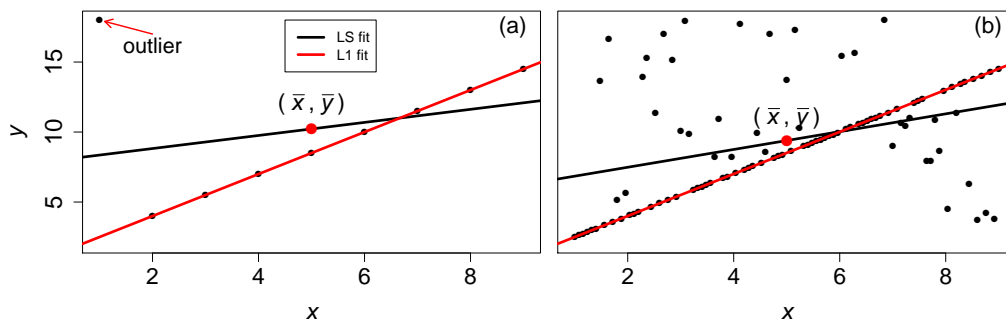 (a)
outlier
LS fit
L1 fit
( x̅ , y̅ )
y
5
10
15
2
4
6
8
x
(b)
( x̅ , y̅ )
2
4
6
8
x